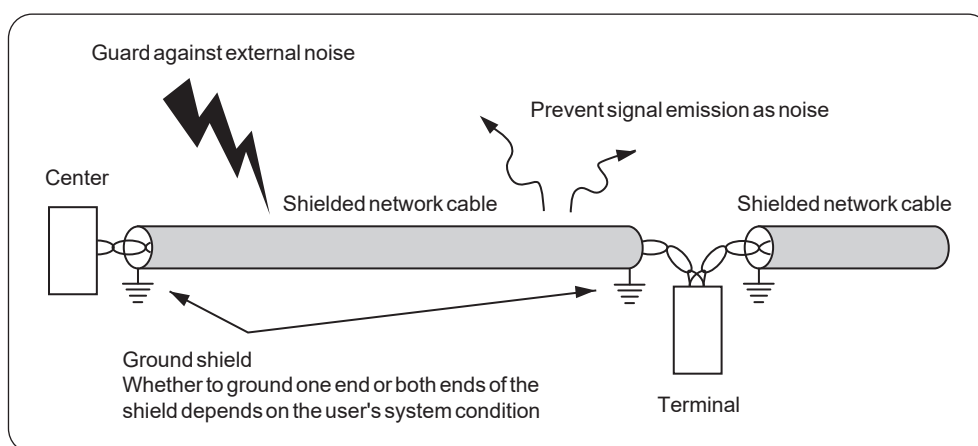 Guard against external noise
Prevent signal emission as noise
Center
Shielded network cable
Shielded network cable
Ground shield
Whether to ground one end or both ends of the
shield depends on the user's system condition
Terminal